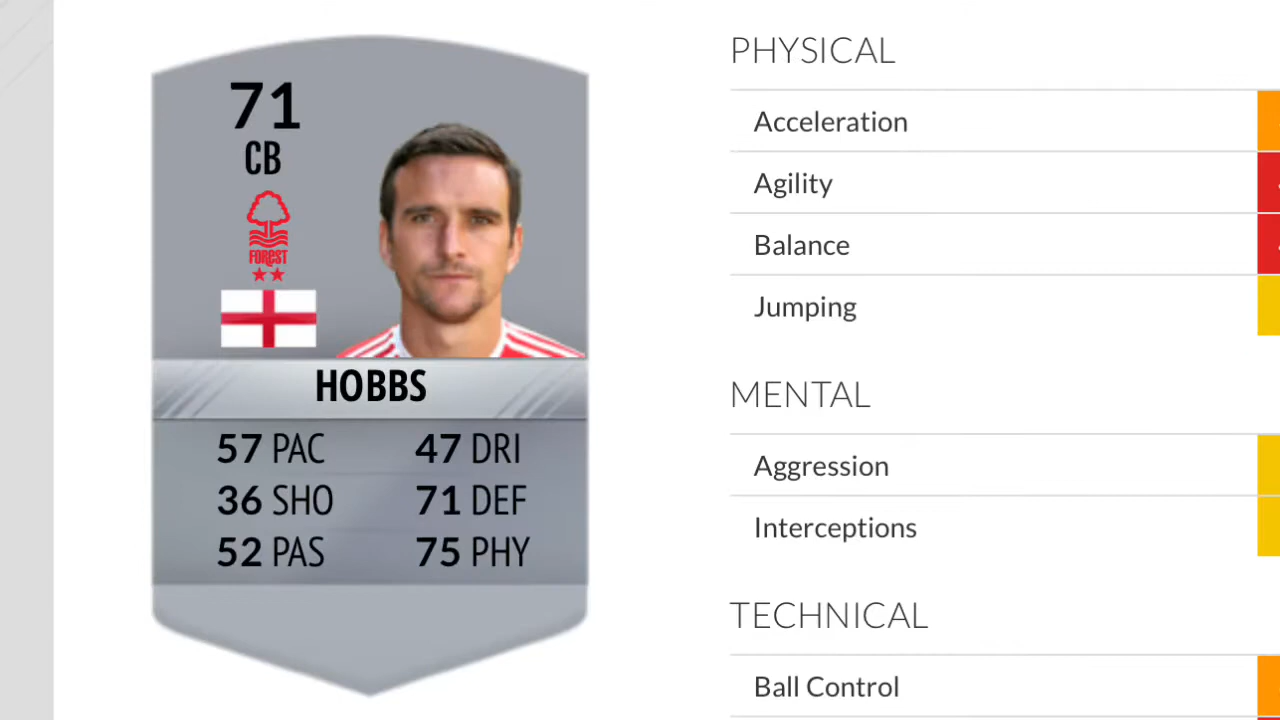 71
CB
FOREST
HOBBS
57 PAC 47 DRI
36 SHO 71 DEF
52 PAS 75 PHY
PHYSICAL
Acceleration
Agility
Balance
Jumping
MENTAL
Aggression
Interceptions
TECHNICAL
Ball Control